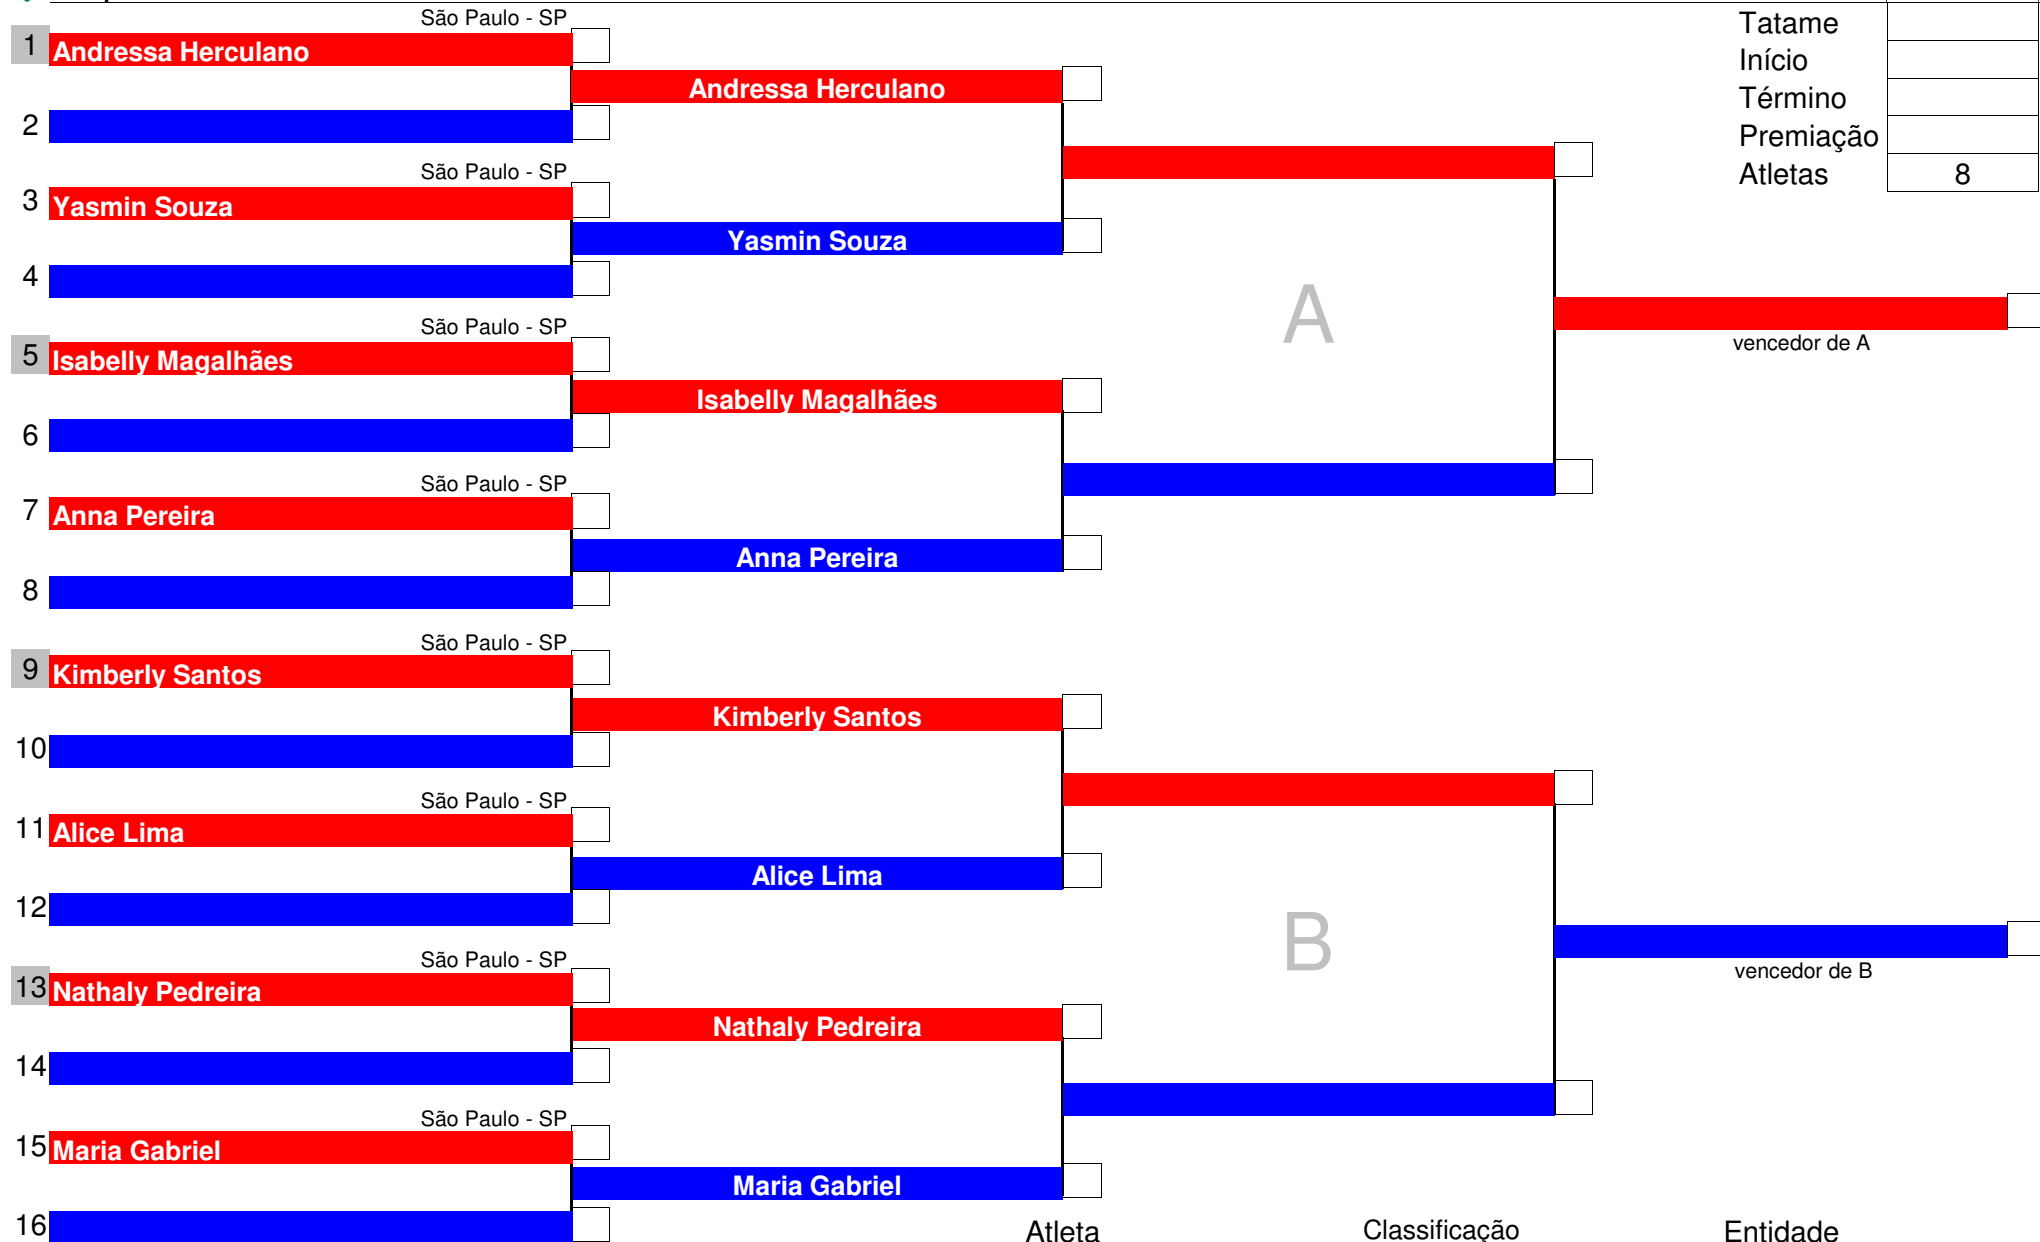 São Paulo - SP
1 Andressa Herculano
Andressa Herculano
2
São Paulo - SP
3 Yasmin Souza
Yasmin Souza
4
São Paulo - SP
5 Isabelly Magalhães
Isabelly Magalhães
6
São Paulo - SP
7 Anna Pereira
Anna Pereira
8
A
vencedor de A
Tatame
Início
Término
Premiação
Atletas 8
São Paulo - SP
9 Kimberly Santos
Kimberly Santos
10
São Paulo - SP
11 Alice Lima
Alice Lima
12
São Paulo - SP
13 Nathaly Pedreira
Nathaly Pedreira
14
São Paulo - SP
15 Maria Gabriel
Maria Gabriel
16
B
vencedor de B
Atleta Classificação Entidade